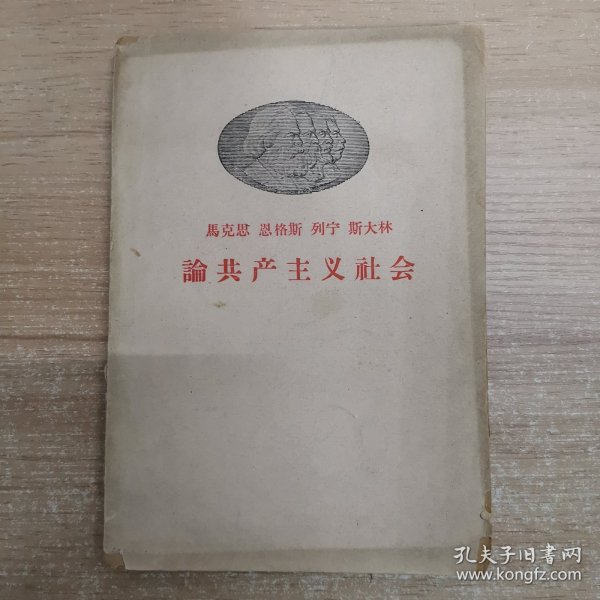 馬克思 恩格斯 列宁 斯大林
論共产主义社会
孔夫子旧书网
www.kongfz.com